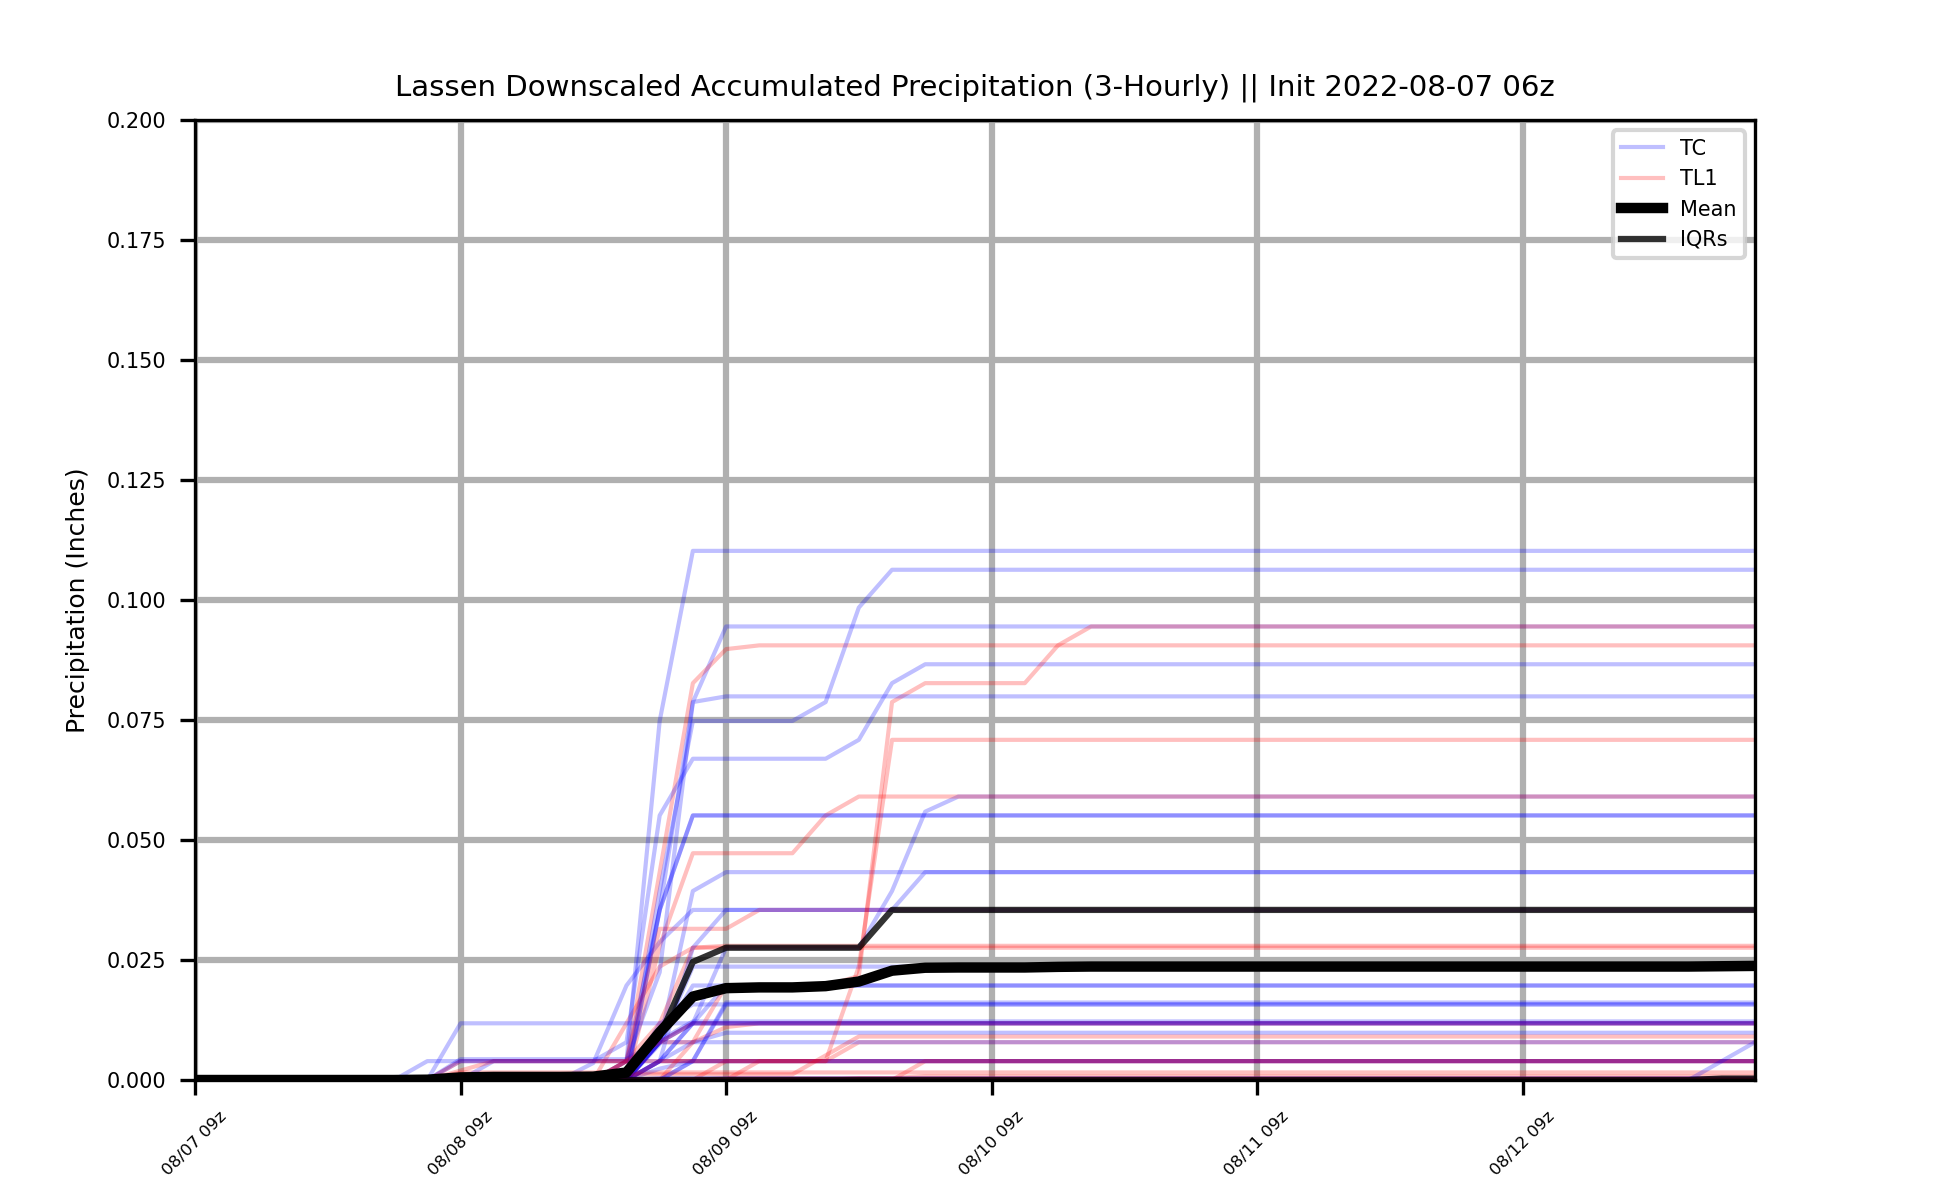 Lassen Downscaled Accumulated Precipitation (3-Hourly) || Init 2022-08-07 06z
TC
TL1
Mean
IQRs
Precipitation (Inches)
0.200
0.175
0.150
0.125
0.100
0.075
0.050
0.025
0.000
08/07 09z
08/08 09z
08/09 09z
08/10 09z
08/11 09z
08/12 09z